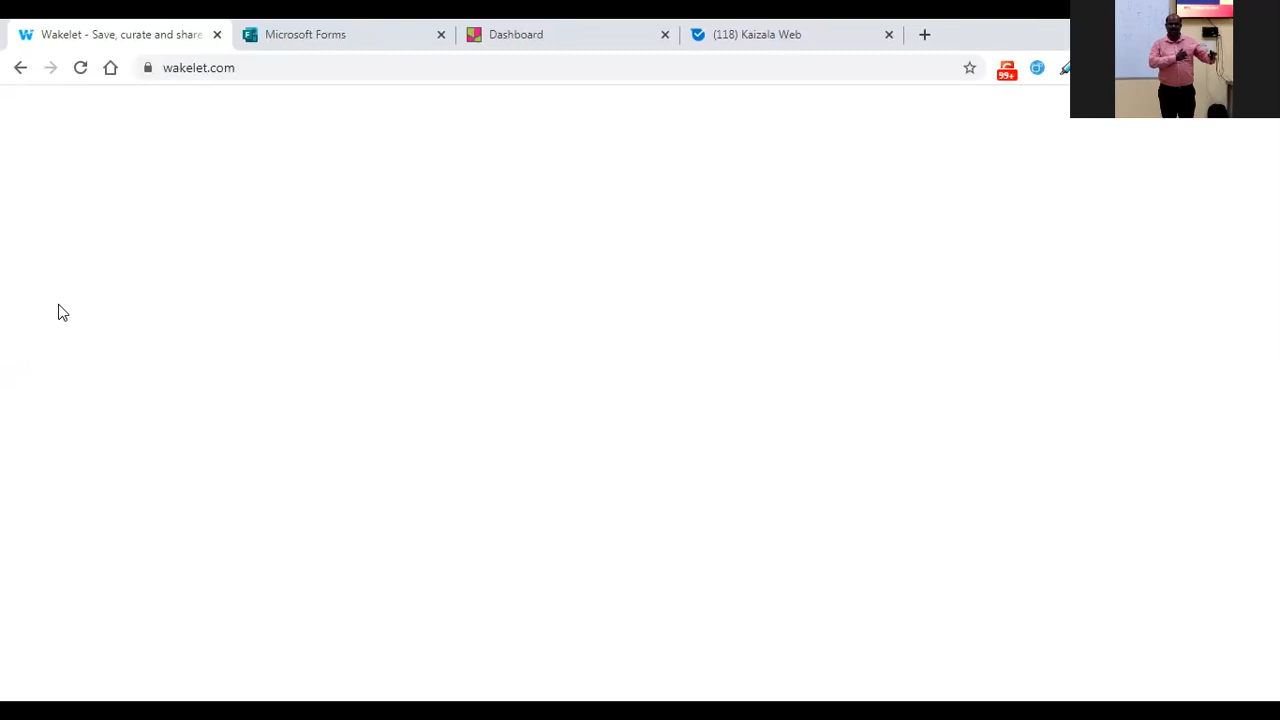 Wakelet - Save, curate and share
Microsoft Forms
Dashboard
(118) Kaizala Web
wakelet.com
99+